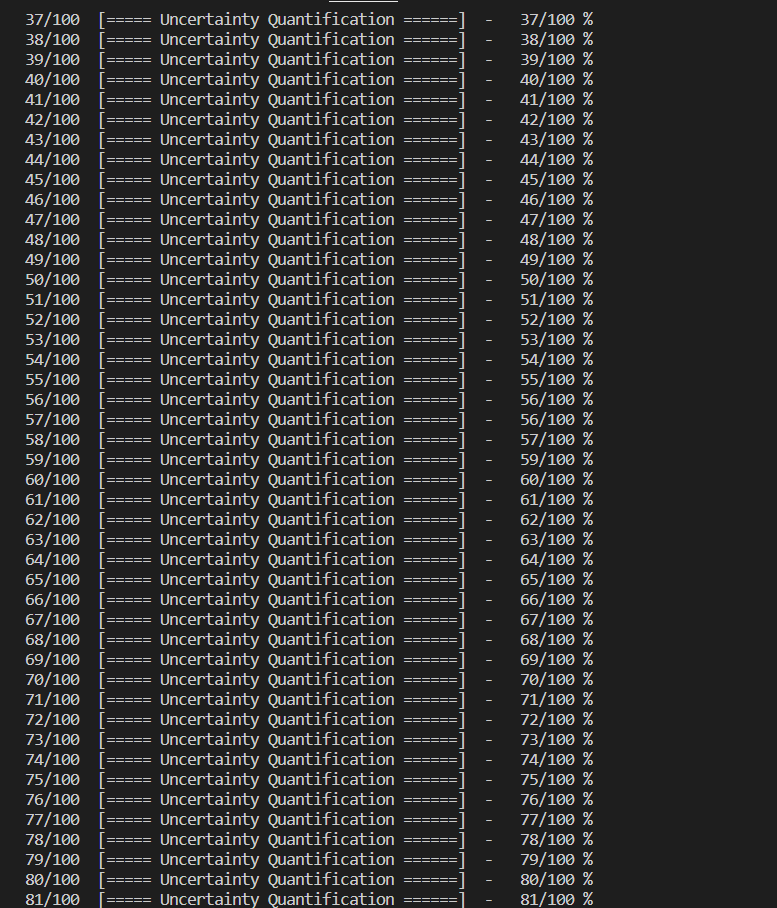 37/100 [===== Uncertainty Quantification ======] - 37/100 %
38/100 [===== Uncertainty Quantification ======] - 38/100 %
39/100 [===== Uncertainty Quantification ======] - 39/100 %
40/100 [===== Uncertainty Quantification ======] - 40/100 %
41/100 [===== Uncertainty Quantification ======] - 41/100 %
42/100 [===== Uncertainty Quantification ======] - 42/100 %
43/100 [===== Uncertainty Quantification ======] - 43/100 %
44/100 [===== Uncertainty Quantification ======] - 44/100 %
45/100 [===== Uncertainty Quantification ======] - 45/100 %
46/100 [===== Uncertainty Quantification ======] - 46/100 %
47/100 [===== Uncertainty Quantification ======] - 47/100 %
48/100 [===== Uncertainty Quantification ======] - 48/100 %
49/100 [===== Uncertainty Quantification ======] - 49/100 %
50/100 [===== Uncertainty Quantification ======] - 50/100 %
51/100 [===== Uncertainty Quantification ======] - 51/100 %
52/100 [===== Uncertainty Quantification ======] - 52/100 %
53/100 [===== Uncertainty Quantification ======] - 53/100 %
54/100 [===== Uncertainty Quantification ======] - 54/100 %
55/100 [===== Uncertainty Quantification ======] - 55/100 %
56/100 [===== Uncertainty Quantification ======] - 56/100 %
57/100 [===== Uncertainty Quantification ======] - 56/100 %
58/100 [===== Uncertainty Quantification ======] - 57/100 %
59/100 [===== Uncertainty Quantification ======] - 59/100 %
60/100 [===== Uncertainty Quantification ======] - 60/100 %
61/100 [===== Uncertainty Quantification ======] - 61/100 %
62/100 [===== Uncertainty Quantification ======] - 62/100 %
63/100 [===== Uncertainty Quantification ======] - 63/100 %
64/100 [===== Uncertainty Quantification ======] - 64/100 %
65/100 [===== Uncertainty Quantification ======] - 65/100 %
66/100 [===== Uncertainty Quantification ======] - 66/100 %
67/100 [===== Uncertainty Quantification ======] - 67/100 %
68/100 [===== Uncertainty Quantification ======] - 68/100 %
69/100 [===== Uncertainty Quantification ======] - 69/100 %
70/100 [===== Uncertainty Quantification ======] - 70/100 %
71/100 [===== Uncertainty Quantification ======] - 71/100 %
72/100 [===== Uncertainty Quantification ======] - 72/100 %
73/100 [===== Uncertainty Quantification ======] - 73/100 %
74/100 [===== Uncertainty Quantification ======] - 74/100 %
75/100 [===== Uncertainty Quantification ======] - 75/100 %
76/100 [===== Uncertainty Quantification ======] - 76/100 %
77/100 [===== Uncertainty Quantification ======] - 77/100 %
78/100 [===== Uncertainty Quantification ======] - 78/100 %
79/100 [===== Uncertainty Quantification ======] - 79/100 %
80/100 [===== Uncertainty Quantification ======] - 80/100 %
81/100 [===== Uncertainty Quantification ======] - 81/100 %